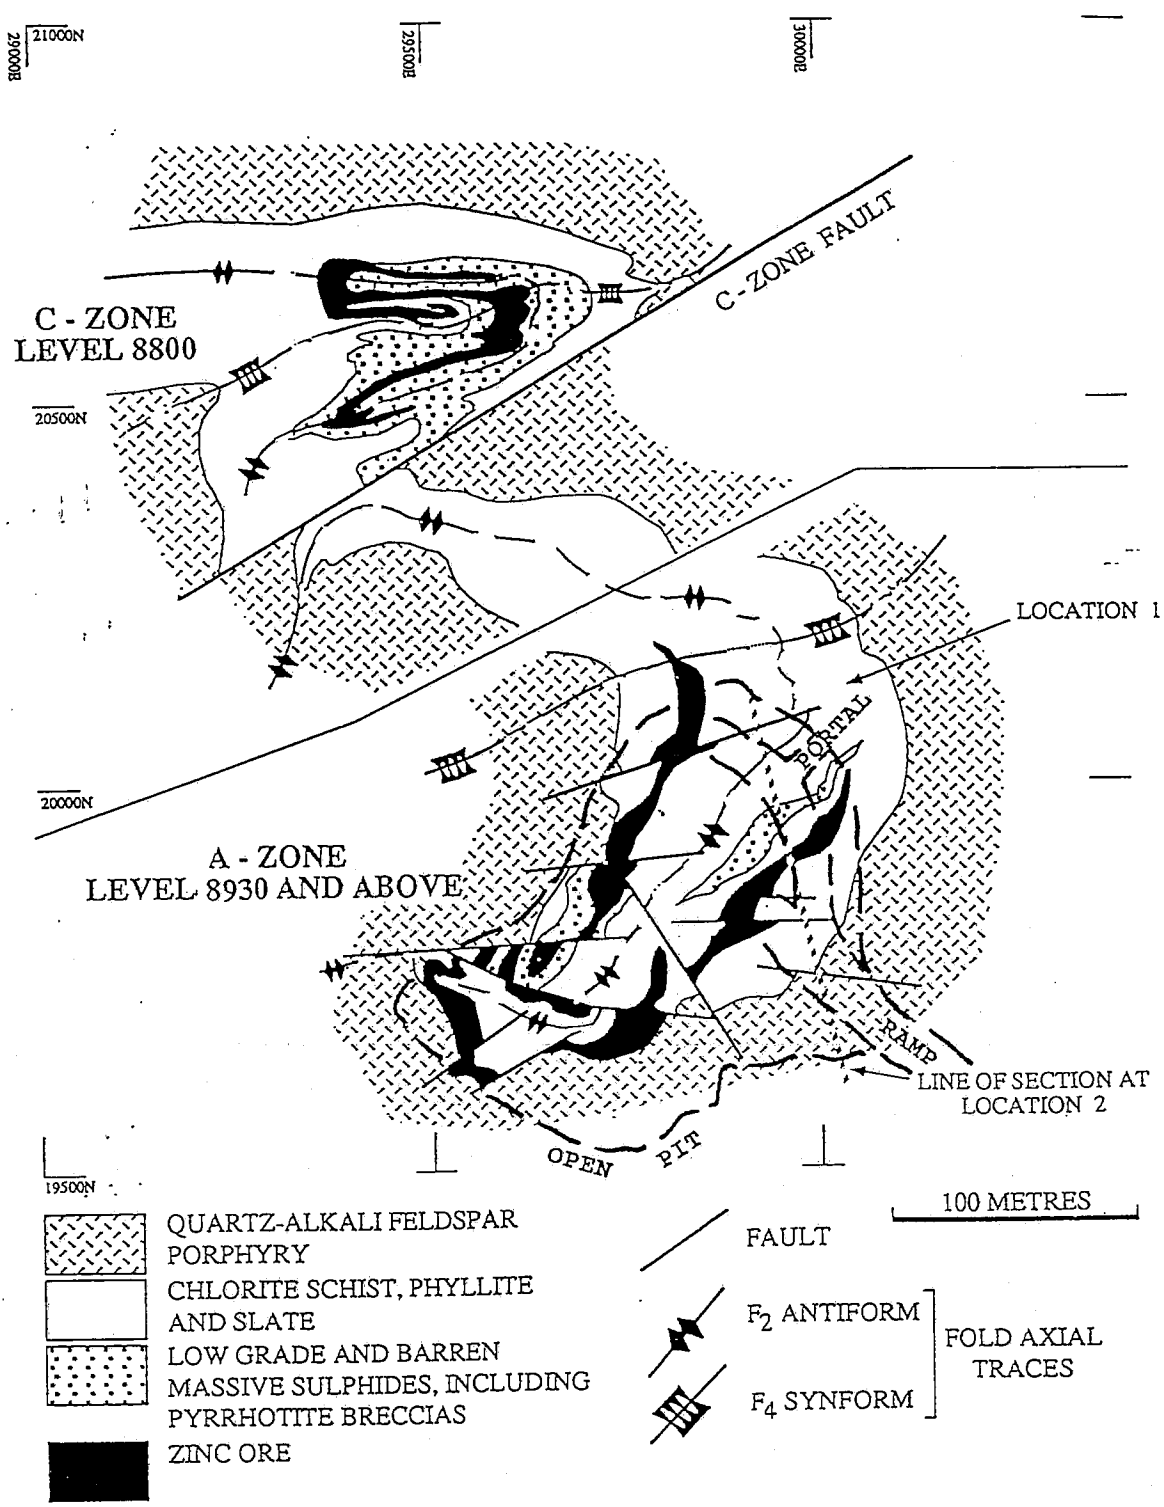 21000N
29000E
29500E
30000E
C-ZONE FAULT
C - ZONE
LEVEL 8800
20500N
LOCATION 1
PORTAL
20000N
A - ZONE
LEVEL 8930 AND ABOVE
RAMP
LINE OF SECTION AT
LOCATION 2
OPEN PIT
19500N
100 METRES
QUARTZ-ALKALI FELDSPAR
PORPHYRY
CHLORITE SCHIST, PHYLLITE
AND SLATE
LOW GRADE AND BARREN
MASSIVE SULPHIDES, INCLUDING
PYRRHOTITE BRECCIAS
ZINC ORE
FAULT
F2 ANTIFORM
F4 SYNFORM
FOLD AXIAL
TRACES